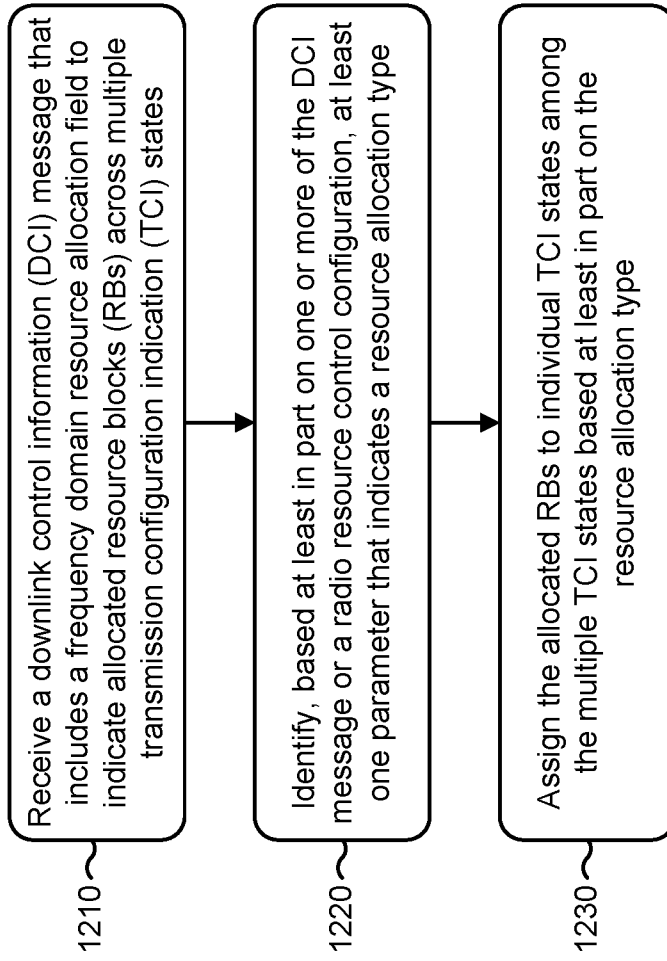 1210
Receive a downlink control information (DCI) message that
includes a frequency domain resource allocation field to
indicate allocated resource blocks (RBs) across multiple
transmission configuration indication (TCI) states
1220
Identify, based at least in part on one or more of the DCI
message or a radio resource control configuration, at least
one parameter that indicates a resource allocation type
1230
Assign the allocated RBs to individual TCI states among
the multiple TCI states based at least in part on the
resource allocation type